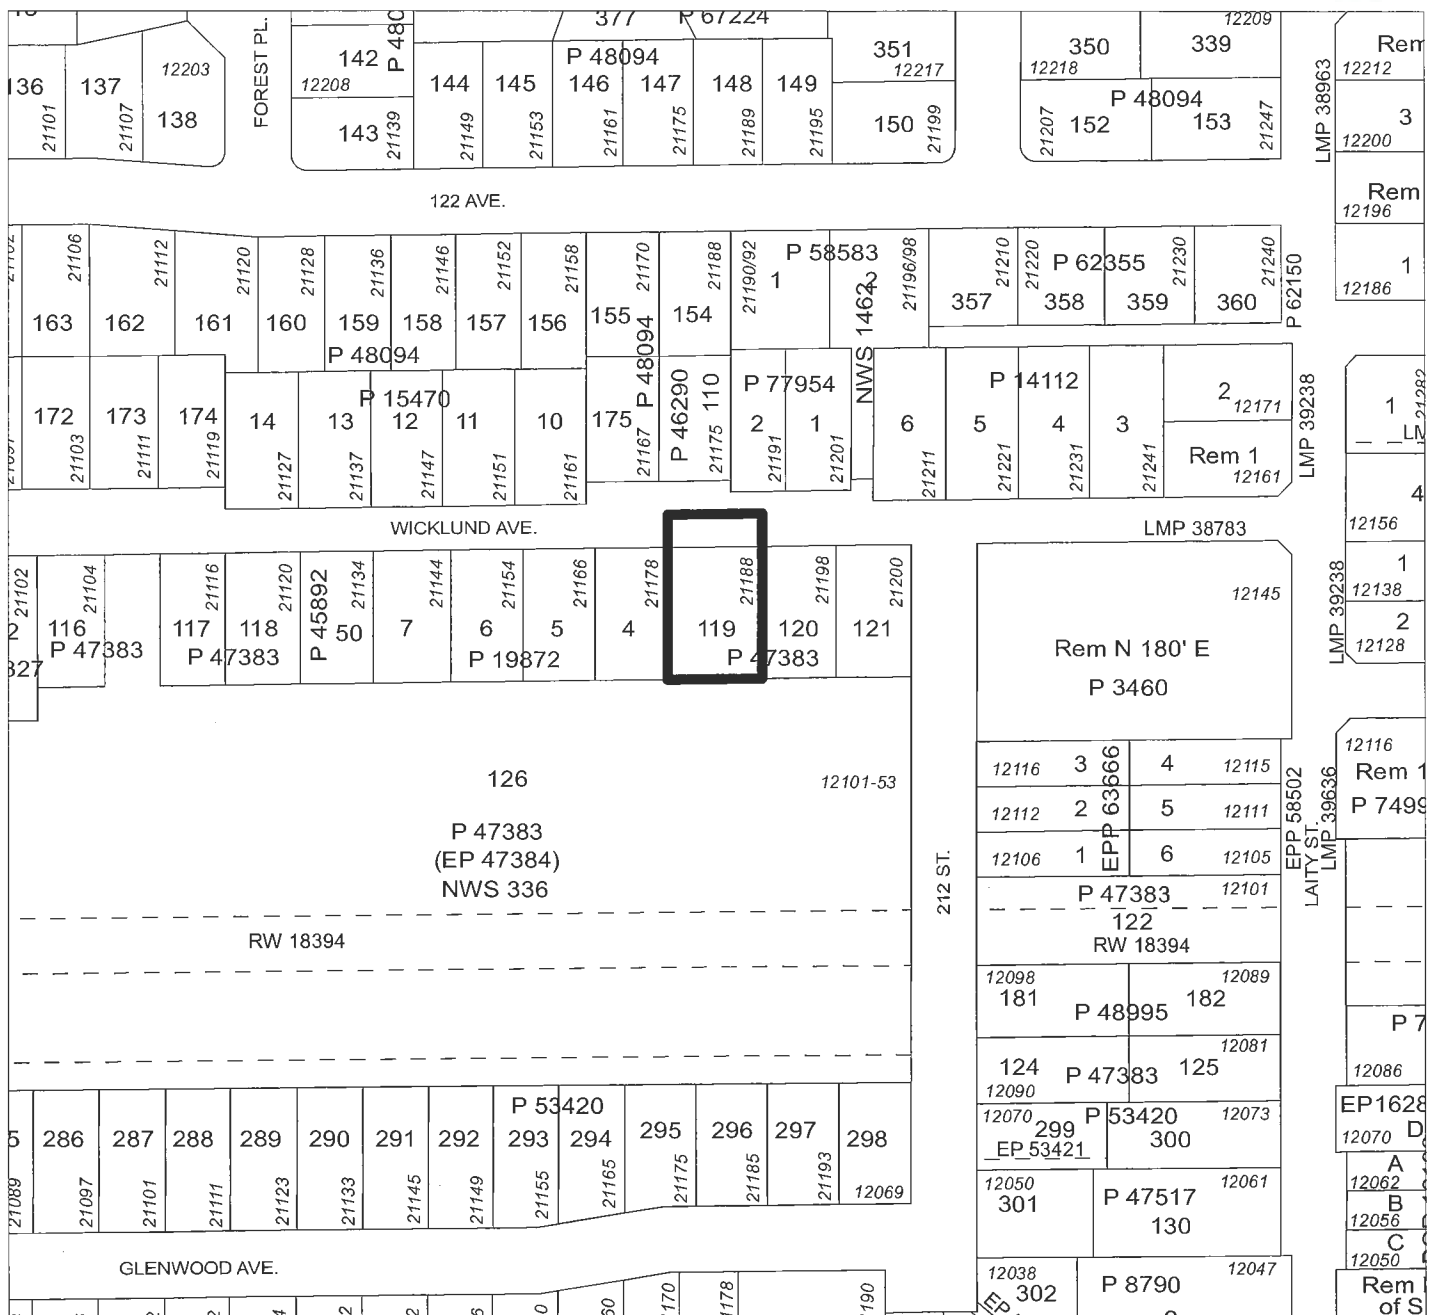 377 P 67224
12209
142 P 480
351
350 339
Rem
136 137 12203
P 48094
12208
12217
12218
12212
LMP 38963
FOREST PL.
144 145 146 147 148 149
138
143
150
P 48094
152 153
3
21101 21107 21139 21149 21153 21161 21175 21189 21195 21199 21207 21247
12200
122 AVE.
Rem
12196
21106 21112 21120 21128 21136 21146 21152 21158 21170 21188 21190/92 21196/98 21210 21220 21230 21240
P 58583
P 62355
1 2
1
12186
P 62150
163 162 161 160 159 158 157 156 155 154
357 358 359 360
P 48094
P 48094
NWS 1462
P 15470
P 46290
110
P 77954
P 14112
172 173 174 14 13 12 11 10 175 2 1 6 5 4 3
2 12171
LMP 39238
1
21282
Rem 1
12161
21103 21111 21119 21127 21137 21147 21151 21161 21167 21175 21191 21201 21211 21221 21231 21241
4
12156
WICKLUND AVE.
LMP 38783
21102 21104 21116 21120 21134 21144 21154 21166 21178 21188 21198 21200
P 45892
12145
LMP 39238
1
12138
2
12128
2 116 117 118 50 7 6 5 4 119 120 121
P 47383
P 47383
P 19872
P 47383
327
Rem N 180' E
P 3460
126
12101-53
P 47383
(EP 47384)
NWS 336
12116 3 4 12115
12112 2 5 12111
12106 1 6 12105
EPP 63666
EPP 58502
LAITY ST.
LMP 39636
12116
Rem 1
P 7499
212 ST.
P 47383 12101
122
RW 18394
RW 18394
12098 12089
181 182
P 48995
12081
124 P 47383 125
12090
P 7
12086
P 53420
286 287 288 289 290 291 292 293 294 295 296 297 298
12070 P 53420 12073
299 300
EP 53421
EP1628
12070 D
21089 21097 21101 21111 21123 21133 21145 21149 21155 21165 21175 21185 21193 12069
12050 12061
301 P 47517
130
A
12062
B
12056
C
12050
GLENWOOD AVE.
12038 12047
302 P 8790
EP
Rem
of S